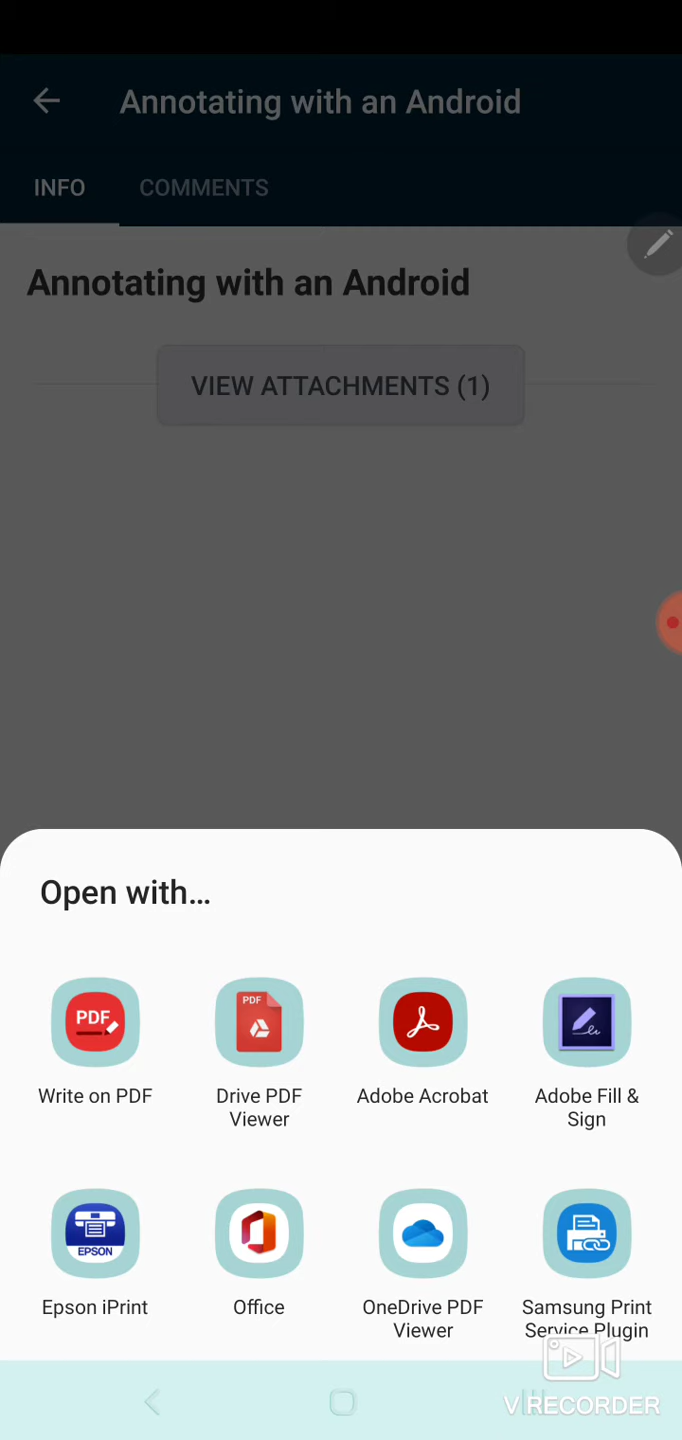 Annotating with an Android
INFO COMMENTS
Annotating with an Android
VIEW ATTACHMENTS (1)
Open with...
PDF
PDF
Write on PDF
Drive PDF
Viewer
Adobe Acrobat
Adobe Fill &
Sign
EPSON
Epson iPrint
Office
OneDrive PDF
Viewer
Samsung Print
Service Plugin
V RECORDER